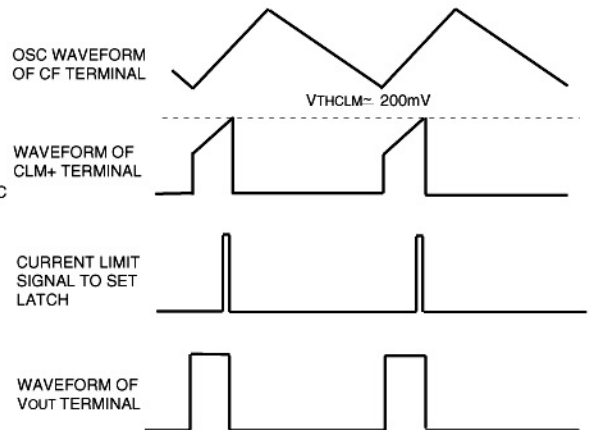 OSC WAVEFORM
OF CF TERMINAL
VTHCLM≃ 200mV
WAVEFORM OF
CLM+ TERMINAL
C
CURRENT LIMIT
SIGNAL TO SET
LATCH
WAVEFORM OF
VOUT TERMINAL